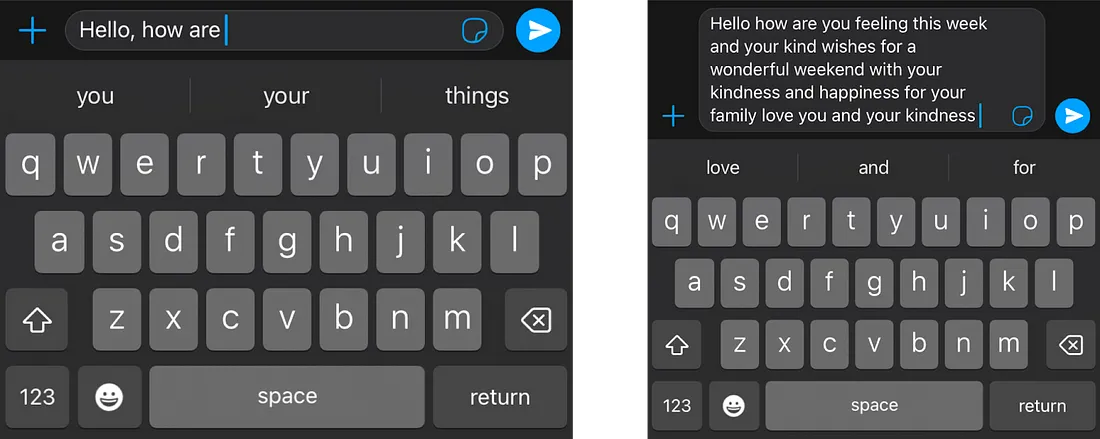 Hello, how are
you your things
q w e r t y u i o p
a s d f g h j k l
z x c v b n m
123 space return
Hello how are you feeling this week
and your kind wishes for a
wonderful weekend with your
kindness and happiness for your
family love you and your kindness
love and for
q w e r t y u i o p
a s d f g h j k l
z x c v b n m
123 space return